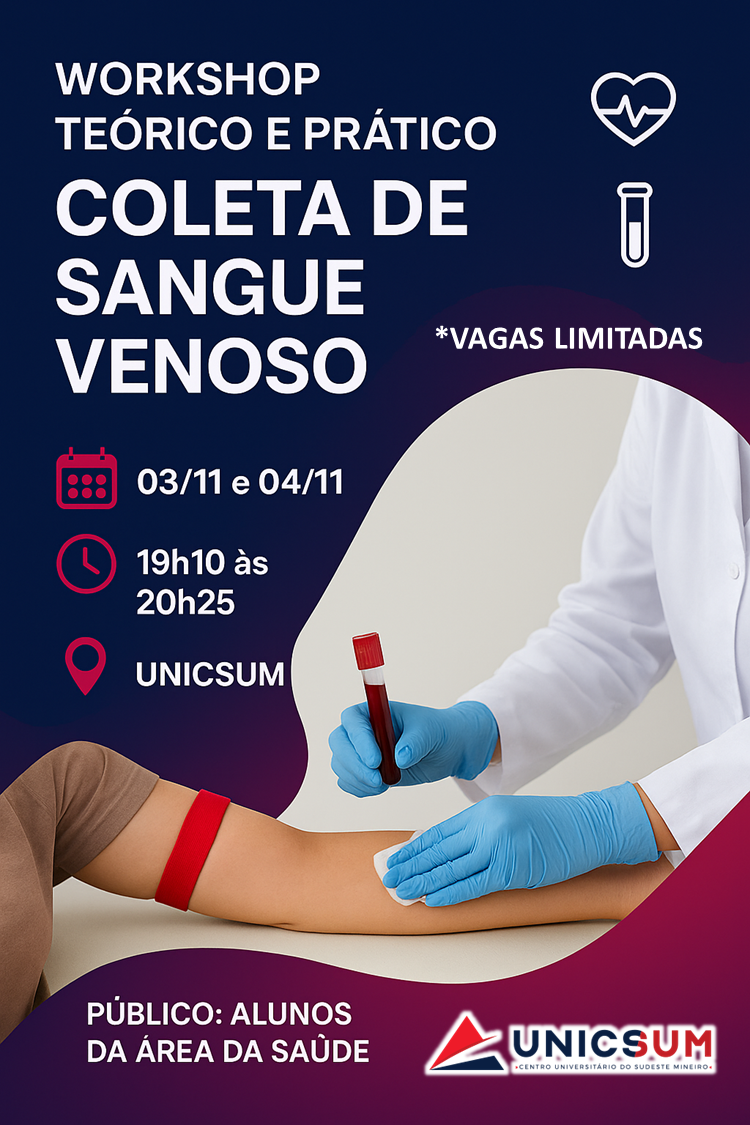 WORKSHOP
TEÓRICO E PRÁTICO
COLETA DE
SANGUE
VENOSO
*VAGAS LIMITADAS
03/11 e 04/11
19h10 às
20h25
UNICSUM
PÚBLICO: ALUNOS
DA ÁREA DA SAÛDE
UNICSUM
•CENTRO UNIVERSITÁRIO DO SUDESTE MINEIRO•